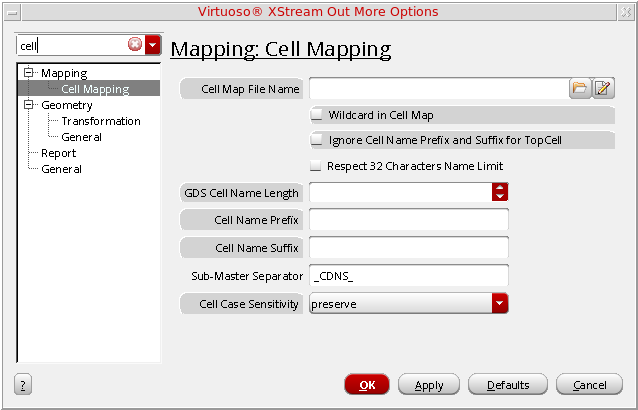 Virtuoso® XStream Out More Options
cell
Mapping
Cell Mapping
Geometry
Transformation
General
Report
General
Mapping: Cell Mapping
Cell Map File Name
Wildcard in Cell Map
Ignore Cell Name Prefix and Suffix for TopCell
Respect 32 Characters Name Limit
GDS Cell Name Length
Cell Name Prefix
Cell Name Suffix
Sub-Master Separator _CDNS_
Cell Case Sensitivity preserve
? OK Apply Defaults Cancel